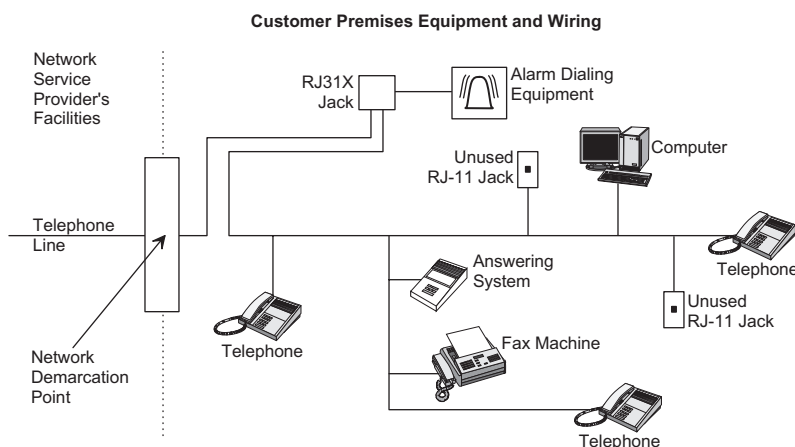 Customer Premises Equipment and Wiring
Network
Service
Provider's
Facilities
RJ31X
Jack
Alarm Dialing
Equipment
Unused
RJ-11 Jack
Computer
Telephone
Line
Telephone
Answering
System
Unused
RJ-11 Jack
Telephone
Fax Machine
Network
Demarcation
Point
Telephone